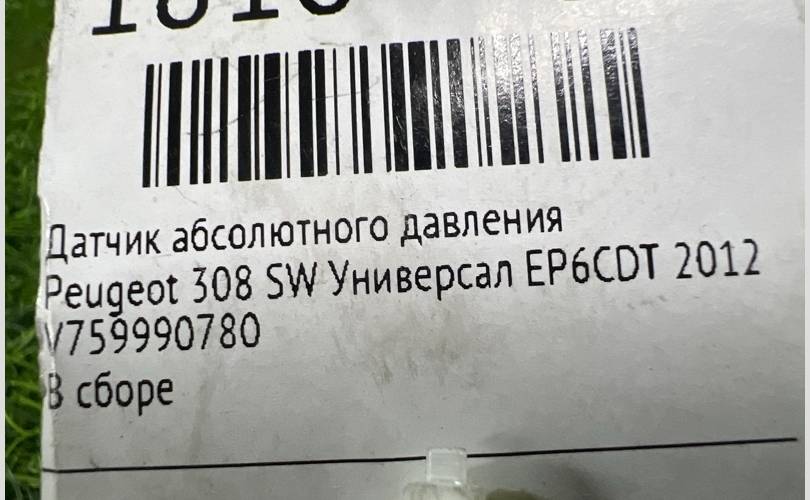 Датчик абсолютного давления
Peugeot 308 SW Универсал EP6CDT 2012
V759990780
В сборе